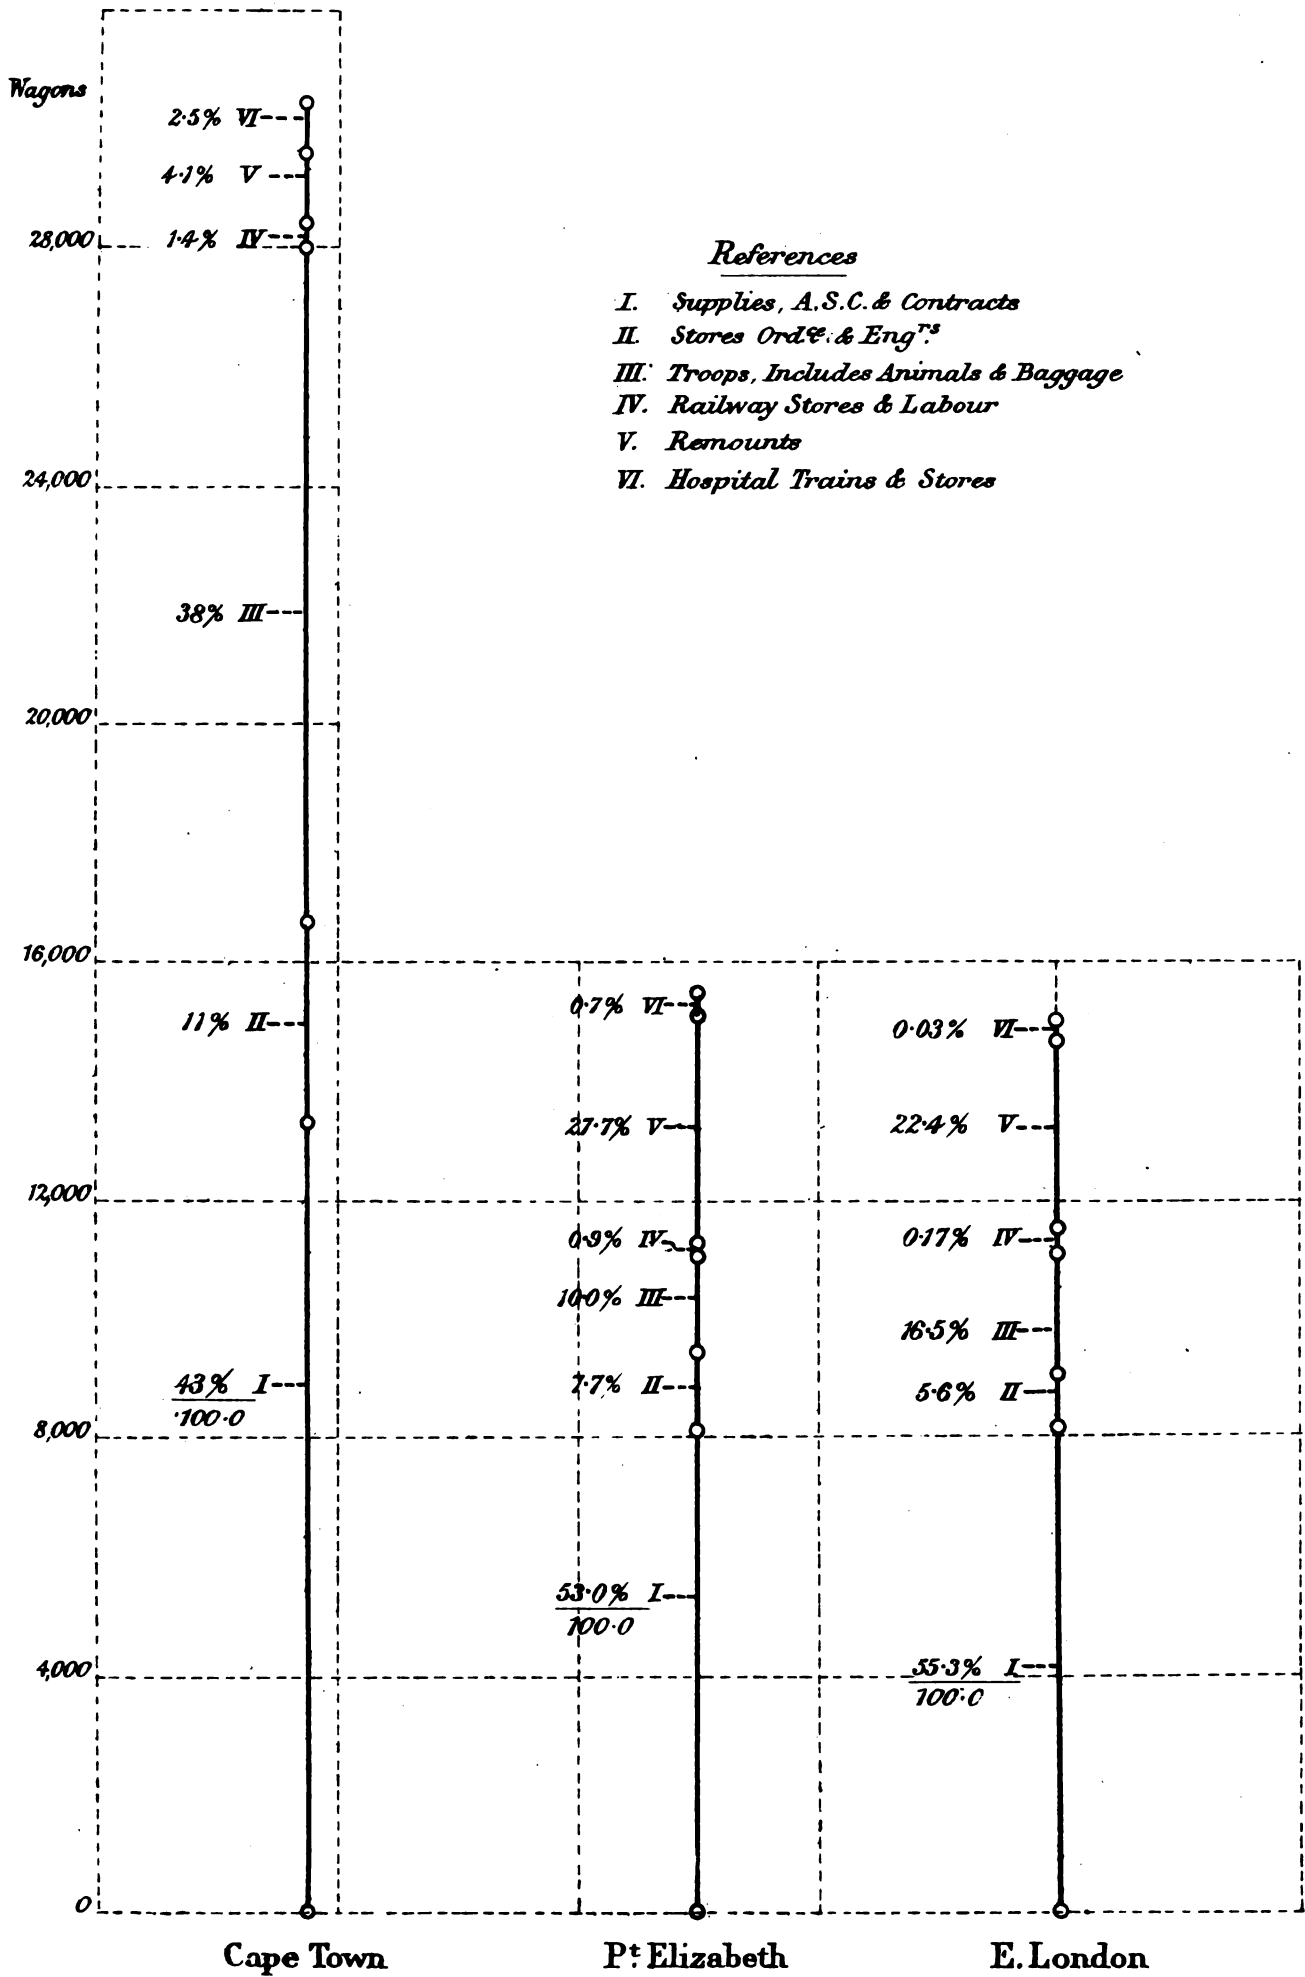 Wagons
2·5% VI
4·1% V
28,000
1·4% IV
References
I. Supplies, A.S.C. & Contracts
II. Stores Ordce. & Engrs.
III. Troops, Includes Animals & Baggage
IV. Railway Stores & Labour
V. Remounts
VI. Hospital Trains & Stores
24,000
38% III
20,000
16,000
11% II
12,000
43% I
100·0
8,000
4,000
0
0·7% VI
27·7% V
0·9% IV
10·0% III
7·7% II
53·0% I
100·0
0·03% VI
22·4% V
0·17% IV
16·5% III
5·6% II
55·3% I
100·0
Cape Town
Pt. Elizabeth
E. London